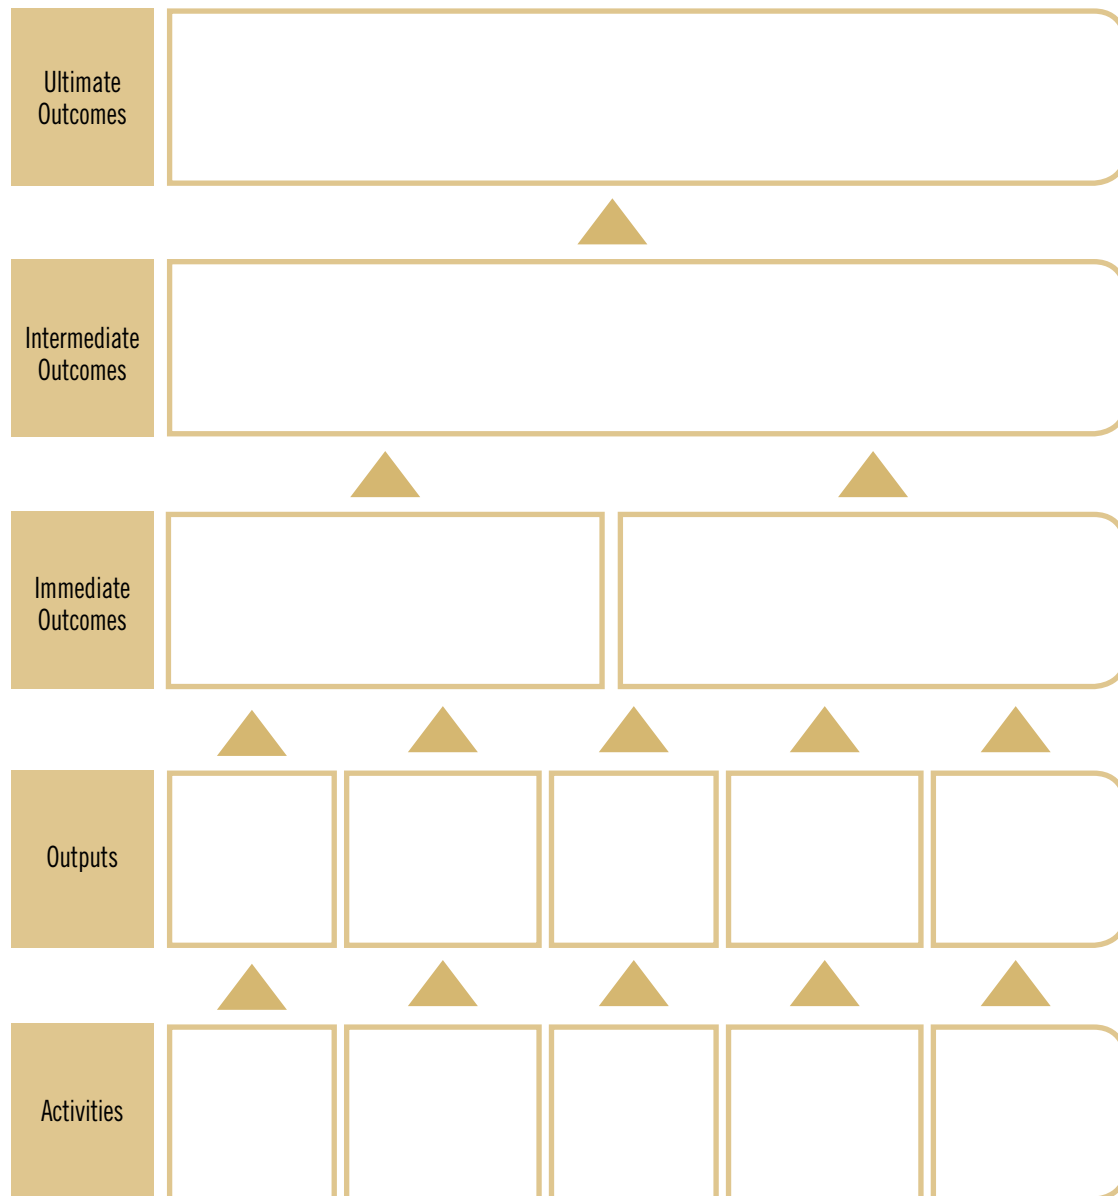 Ultimate
Outcomes
Intermediate
Outcomes
Immediate
Outcomes
Outputs
Activities